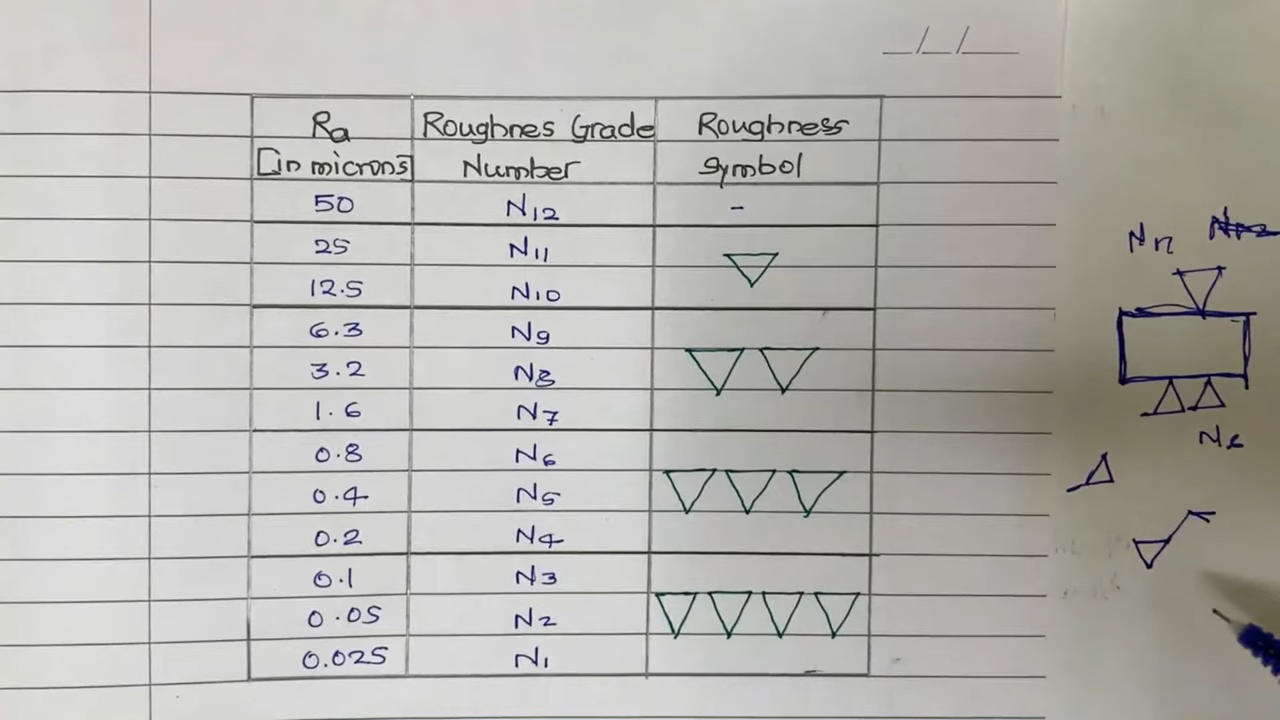 _/_/__
Ra Roughnes Grade Roughness
[in microns] Number Symbol
50 N12 -
25 N11
12.5 N10
6.3 N9
3.2 N8
1.6 N7
0.8 N6
0.4 N5
0.2 N4
0.1 N3
0.05 N2
0.025 N1
N12